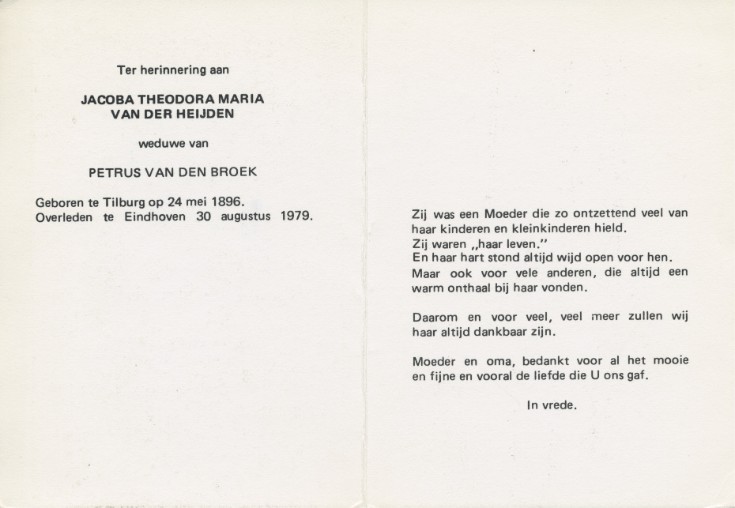 Ter herinnering aan
JACOBA THEODORA MARIA
VAN DER HEIJDEN
weduwe van
PETRUS VAN DEN BROEK
Geboren te Tilburg op 24 mei 1896.
Overleden te Eindhoven 30 augustus 1979.
Zij was een Moeder die zo ontzettend veel van
haar kinderen en kleinkinderen hield.
Zij waren „haar leven."
En haar hart stond altijd wijd open voor hen.
Maar ook voor vele anderen, die altijd een
warm onthaal bij haar vonden.
Daarom en voor veel, veel meer zullen wij
haar altijd dankbaar zijn.
Moeder en oma, bedankt voor al het mooie
en fijne en vooral de liefde die U ons gaf.
In vrede.